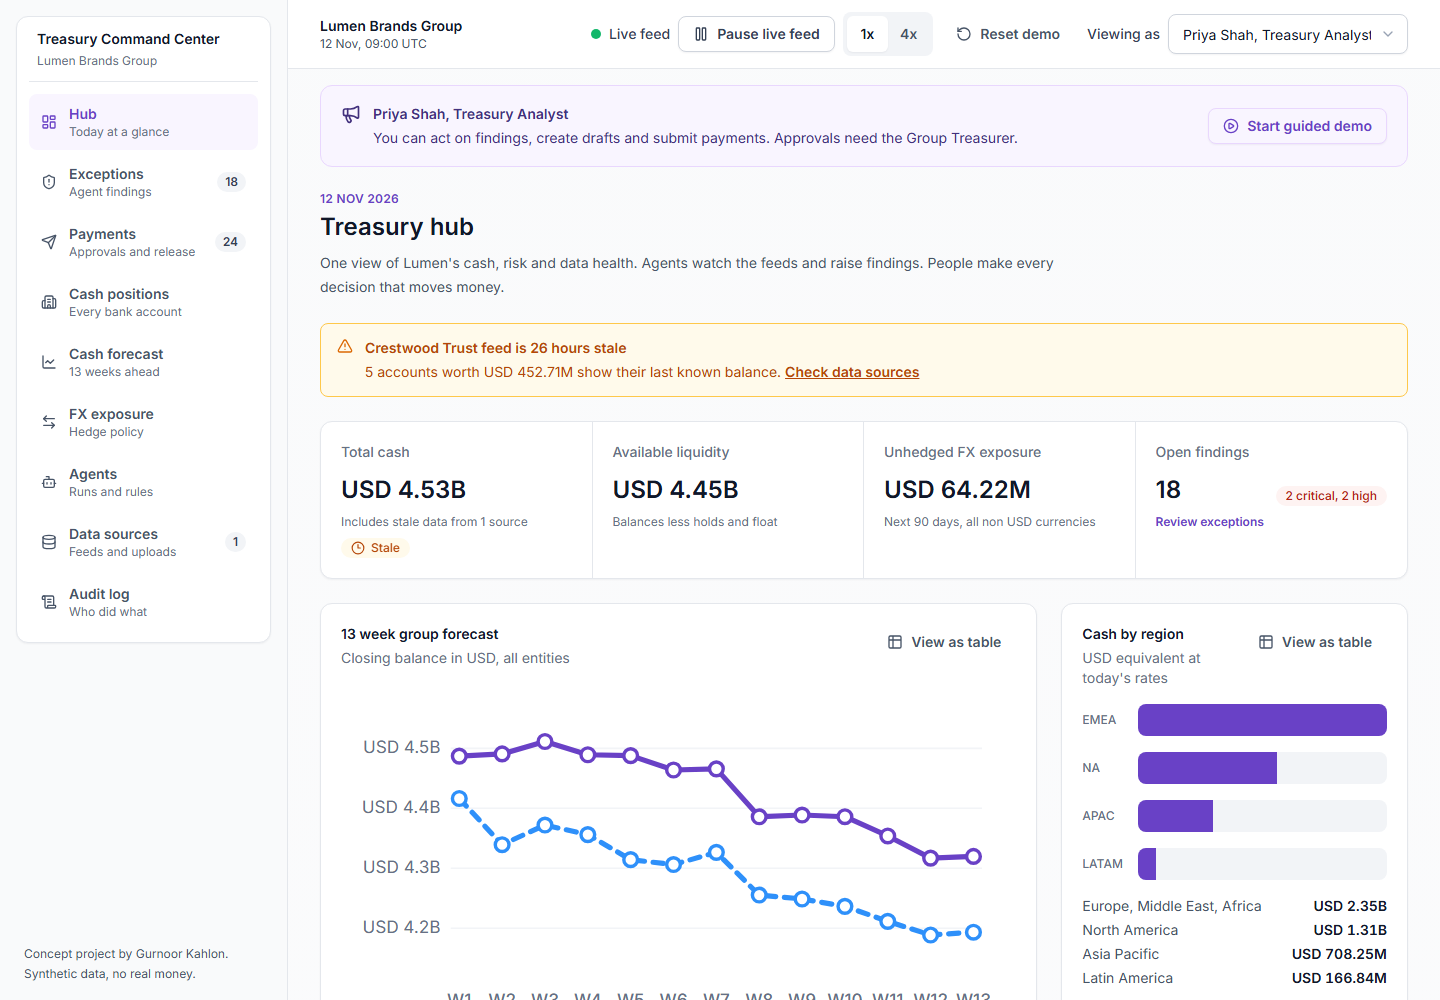 Treasury Command Center
Lumen Brands Group
Hub
Today at a glance
Exceptions
Agent findings
18
Payments
Approvals and release
24
Cash positions
Every bank account
Cash forecast
13 weeks ahead
FX exposure
Hedge policy
Agents
Runs and rules
Data sources
Feeds and uploads
1
Audit log
Who did what
Concept project by Gurnoor Kahlon.
Synthetic data, no real money.
Lumen Brands Group
12 Nov, 09:00 UTC
Live feed
Pause live feed
1x
4x
Reset demo
Viewing as
Priya Shah, Treasury Analyst
Priya Shah, Treasury Analyst
You can act on findings, create drafts and submit payments. Approvals need the Group Treasurer.
Start guided demo
12 NOV 2026
Treasury hub
One view of Lumen's cash, risk and data health. Agents watch the feeds and raise findings. People make every
decision that moves money.
Crestwood Trust feed is 26 hours stale
5 accounts worth USD 452.71M show their last known balance. Check data sources
Total cash
USD 4.53B
Includes stale data from 1 source
Stale
Available liquidity
USD 4.45B
Balances less holds and float
Unhedged FX exposure
USD 64.22M
Next 90 days, all non USD currencies
Open findings
18
2 critical, 2 high
Review exceptions
13 week group forecast
Closing balance in USD, all entities
View as table
USD 4.5B
USD 4.4B
USD 4.3B
USD 4.2B
W1 W2 W3 W4 W5 W6 W7 W8 W9 W10 W11 W12 W13
Cash by region
USD equivalent at
today's rates
View as table
EMEA
NA
APAC
LATAM
Europe, Middle East, Africa USD 2.35B
North America USD 1.31B
Asia Pacific USD 708.25M
Latin America USD 166.84M